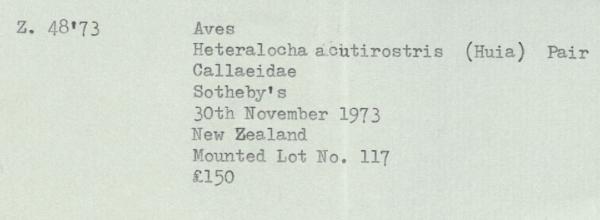 Z. 48'73 Aves
Heteralocha acutirostris (Huia) Pair
Callaeidae
Sotheby's
30th November 1973
New Zealand
Mounted Lot No. 117
£150